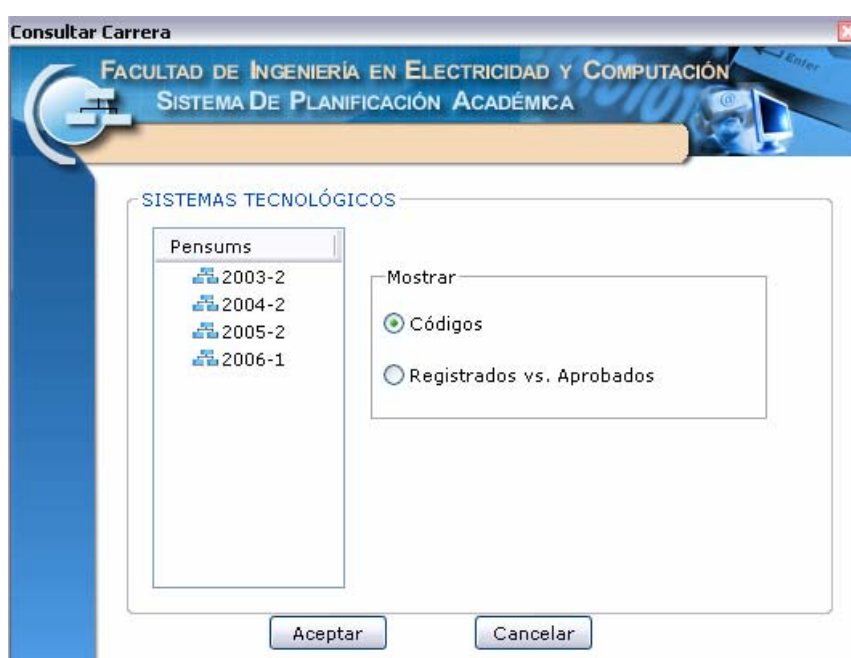 Consultar Carrera
FACULTAD DE INGENIERÍA EN ELECTRICIDAD Y COMPUTACIÓN
SISTEMA DE PLANIFICACIÓN ACADÉMICA
Enter
@
SISTEMAS TECNOLÓGICOS
Pensums
2003-2
2004-2
2005-2
2006-1
Mostrar
Códigos
Registrados vs. Aprobados
Aceptar
Cancelar